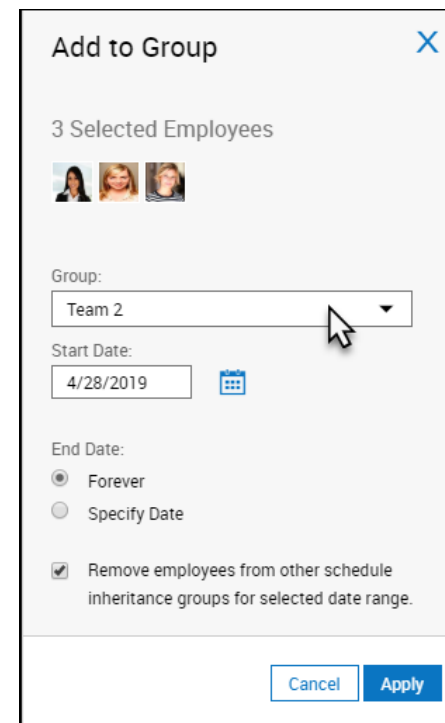 Add to Group
X
3 Selected Employees
Group:
Team 2
Start Date:
4/28/2019
End Date:
Forever
Specify Date
Remove employees from other schedule
inheritance groups for selected date range.
Cancel Apply